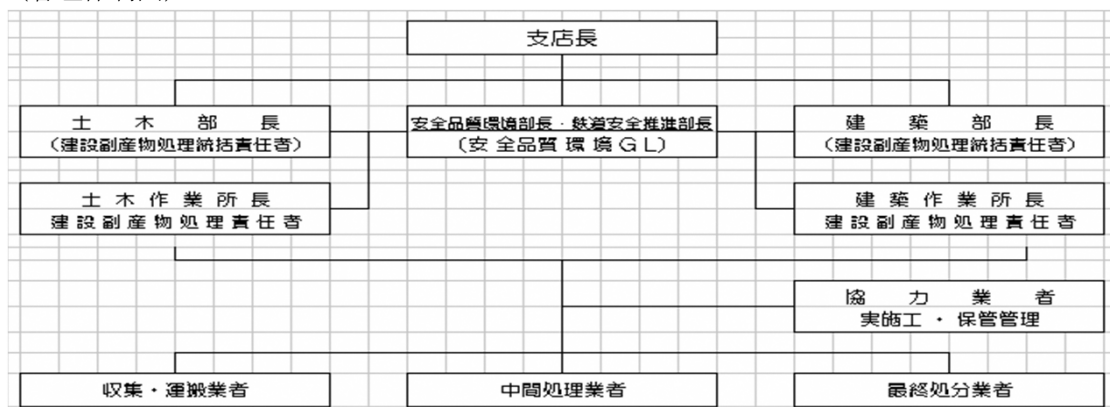 支店長
土木部長
(建設副産物処理統括責任者)
安全品質環境部長・鉄道安全推進部長
(安全品質環境GL)
建築部長
(建設副産物処理統括責任者)
土木作業所長
建設副産物処理責任者
建築作業所長
建設副産物処理責任者
協力業者
実施工・保管管理
収集・運搬業者
中間処理業者
最終処分業者